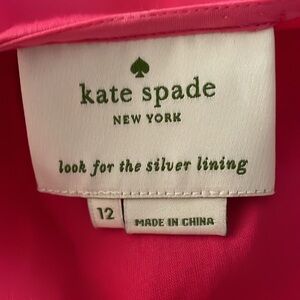 kate spade
NEW YORK
look for the silver lining
12
MADE IN CHINA